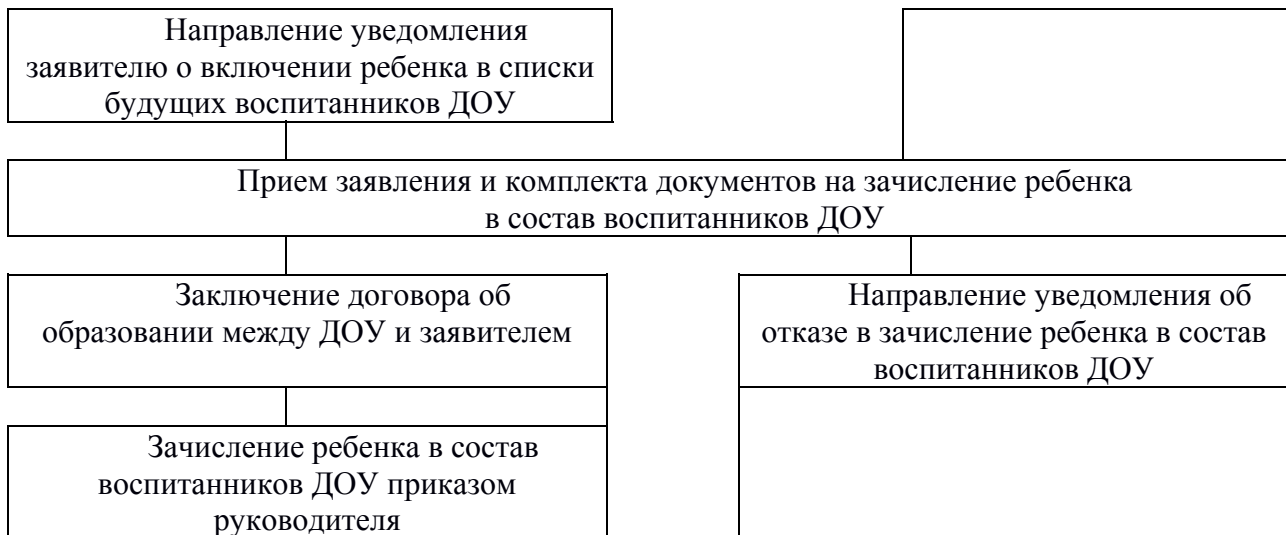 Направление уведомления
заявителю о включении ребенка в списки
будущих воспитанников ДОУ
Прием заявления и комплекта документов на зачисление ребенка
в состав воспитанников ДОУ
Заключение договора об
образовании между ДОУ и заявителем
Направление уведомления об
отказе в зачисление ребенка в состав
воспитанников ДОУ
Зачисление ребенка в состав
воспитанников ДОУ приказом
руководителя